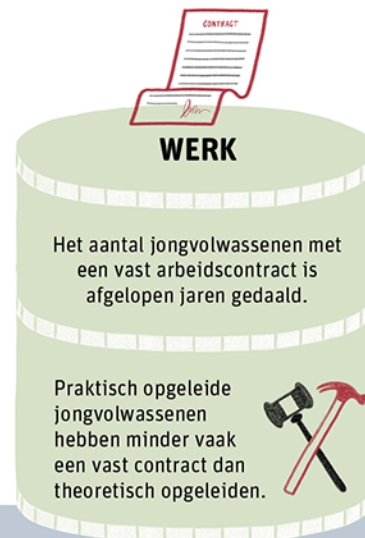 CONTRACT
WERK
Het aantal jongvolwassenen met
een vast arbeidscontract is
afgelopen jaren gedaald.
Praktisch opgeleide
jongvolwassenen
hebben minder vaak
een vast contract dan
theoretisch opgeleiden.